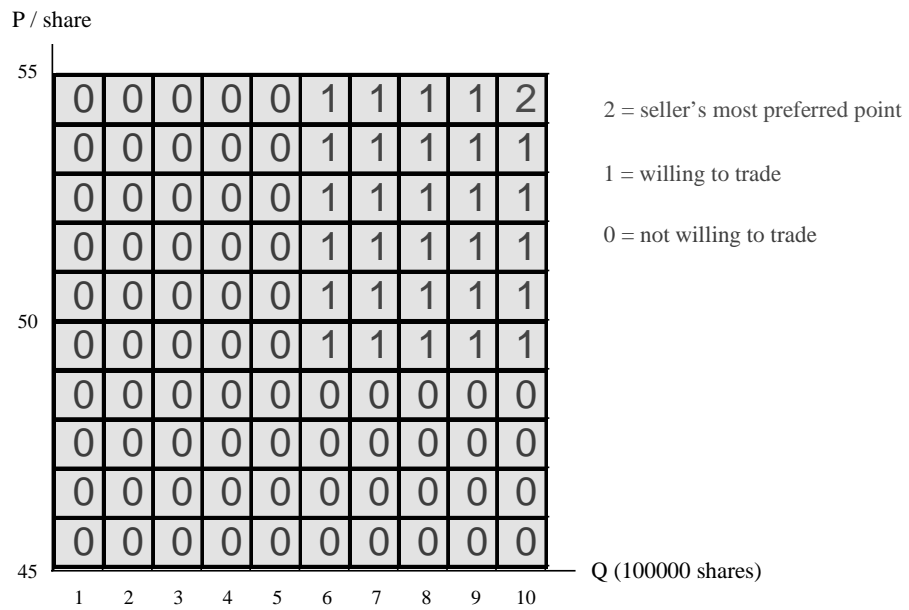 P / share
55
0 0 0 0 0 1 1 1 1 2
2 = seller's most preferred point
0 0 0 0 0 1 1 1 1 1
1 = willing to trade
0 0 0 0 0 1 1 1 1 1
0 0 0 0 0 1 1 1 1 1
0 = not willing to trade
0 0 0 0 0 1 1 1 1 1
50
0 0 0 0 0 1 1 1 1 1
0 0 0 0 0 0 0 0 0 0
0 0 0 0 0 0 0 0 0 0
0 0 0 0 0 0 0 0 0 0
0 0 0 0 0 0 0 0 0 0
45
Q (100000 shares)
1 2 3 4 5 6 7 8 9 10